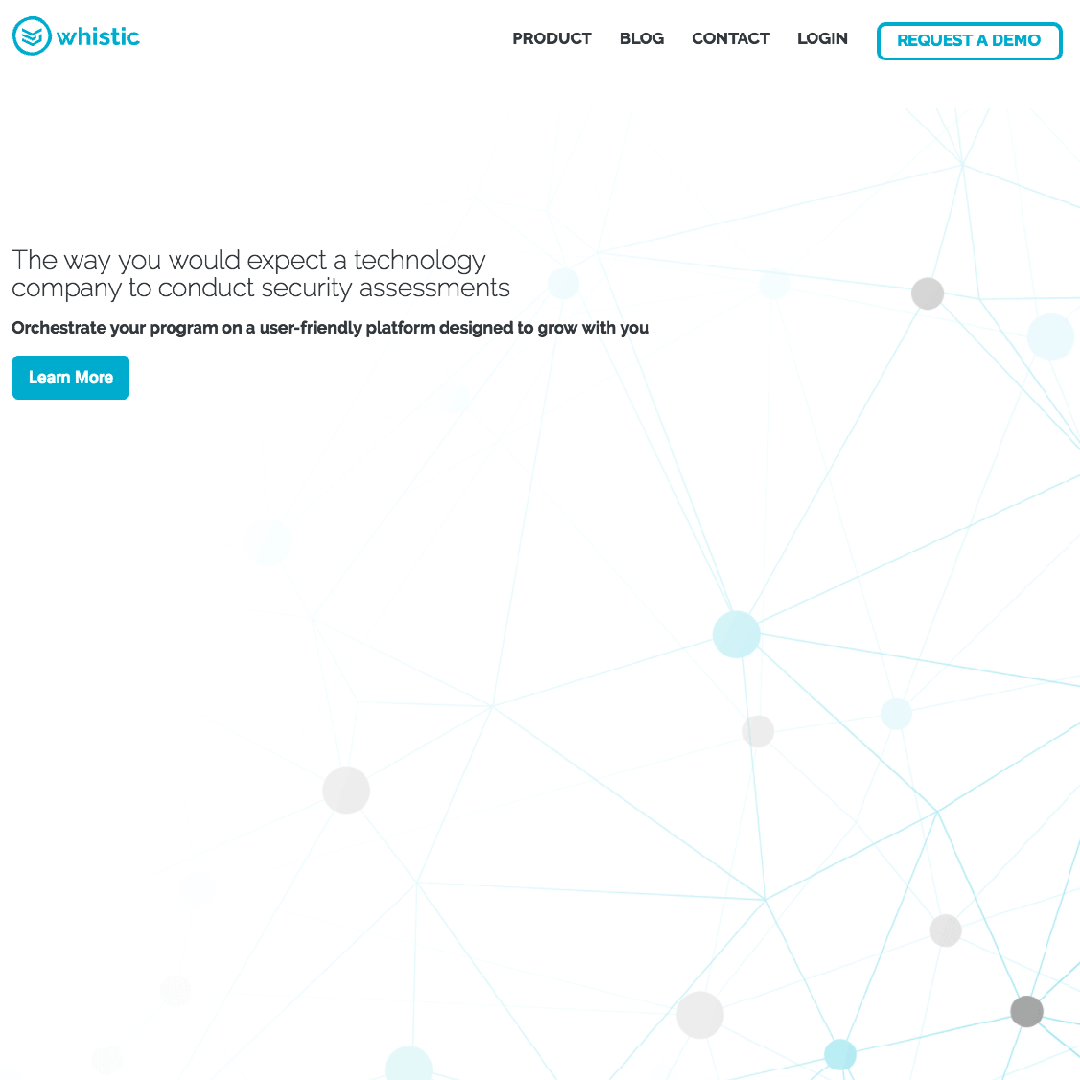 whistic
PRODUCT BLOG CONTACT LOGIN REQUEST A DEMO
The way you would expect a technology
company to conduct security assessments
Orchestrate your program on a user-friendly platform designed to grow with you
Learn More